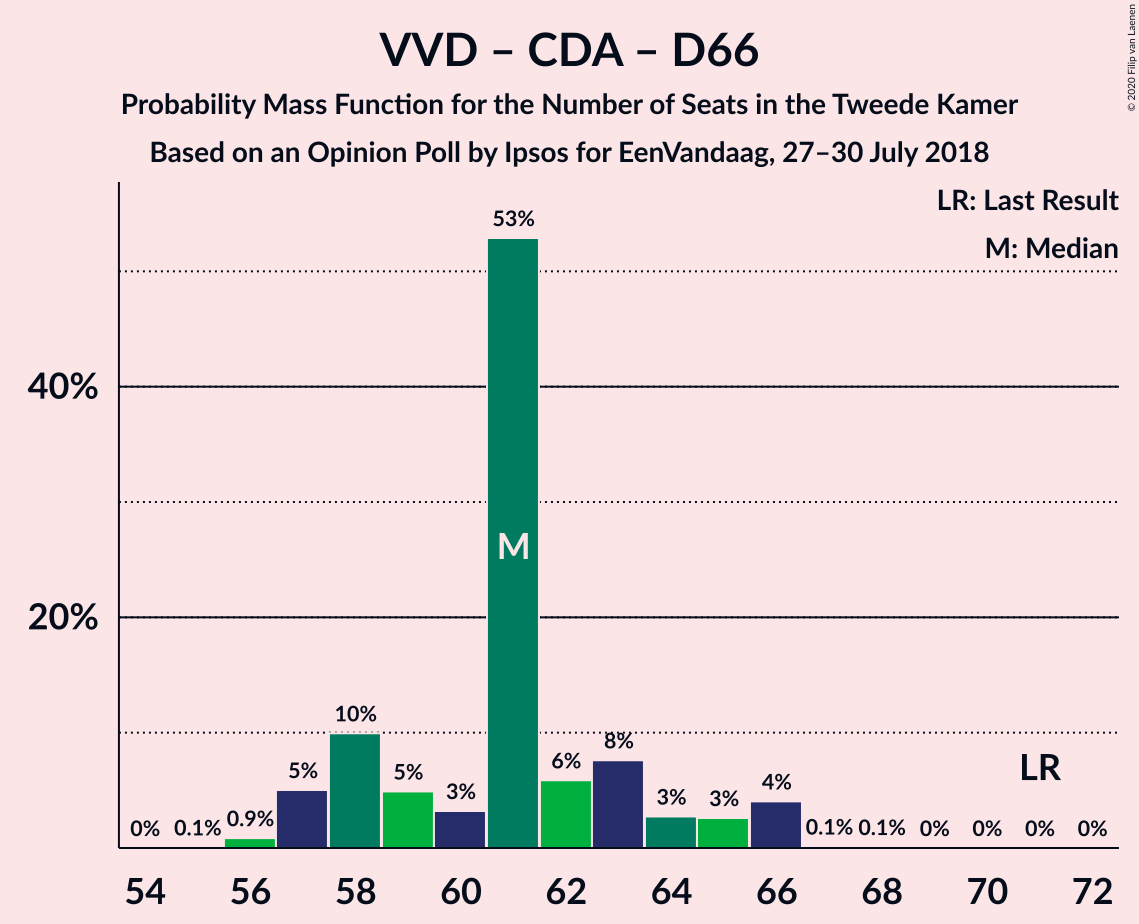 VVD – CDA – D66
Probability Mass Function for the Number of Seats in the Tweede Kamer
Based on an Opinion Poll by Ipsos for EenVandaag, 27–30 July 2018
© 2020 Filip van Laenen
LR: Last Result
M: Median
53%
40%
M
20%
10%
8%
LR
5%
5%
6%
4%
3%
3%
3%
0%
0.1%
0.9%
0.1%
0.1%
0%
0%
0%
0%
54 56 58 60 62 64 66 68 70 72